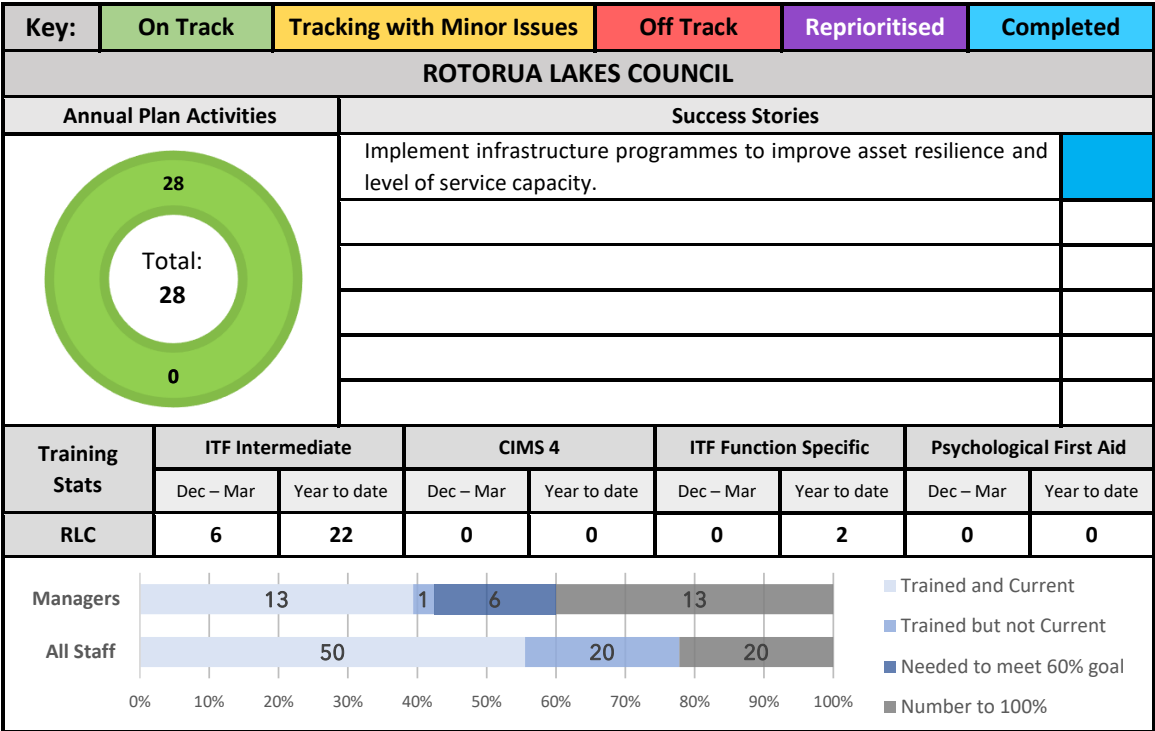 Key: On Track Tracking with Minor Issues Off Track Reprioritised Completed
ROTORUA LAKES COUNCIL
Annual Plan Activities Success Stories
28
Total:
28
0
Implement infrastructure programmes to improve asset resilience and
level of service capacity.
Training Stats ITF Intermediate CIMS 4 ITF Function Specific Psychological First Aid
Dec – Mar Year to date Dec – Mar Year to date Dec – Mar Year to date Dec – Mar Year to date
RLC 6 22 0 0 0 2 0 0
Managers 13 1 6 13
All Staff 50 20 20
0% 10% 20% 30% 40% 50% 60% 70% 80% 90% 100%
Trained and Current
Trained but not Current
Needed to meet 60% goal
Number to 100%